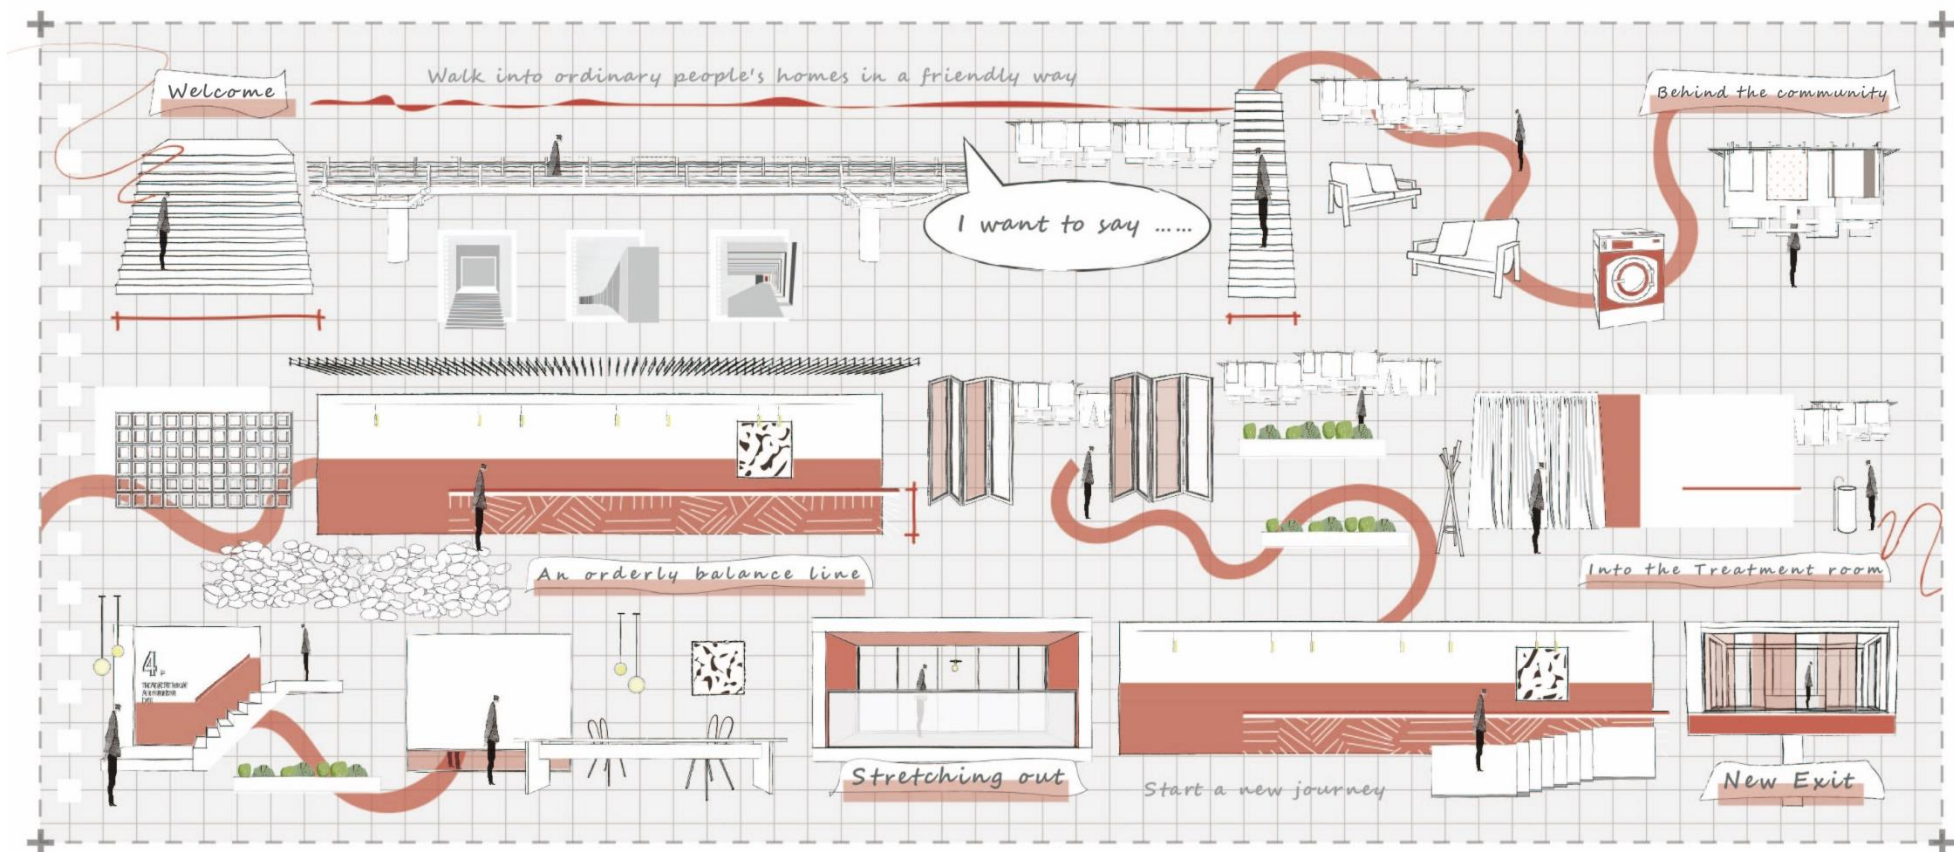 Walk into ordinary people's homes in a friendly way
Welcome
Behind the community
I want to say ......
An orderly balance line
Into the Treatment room
4
Stretching out
Start a new journey
New Exit